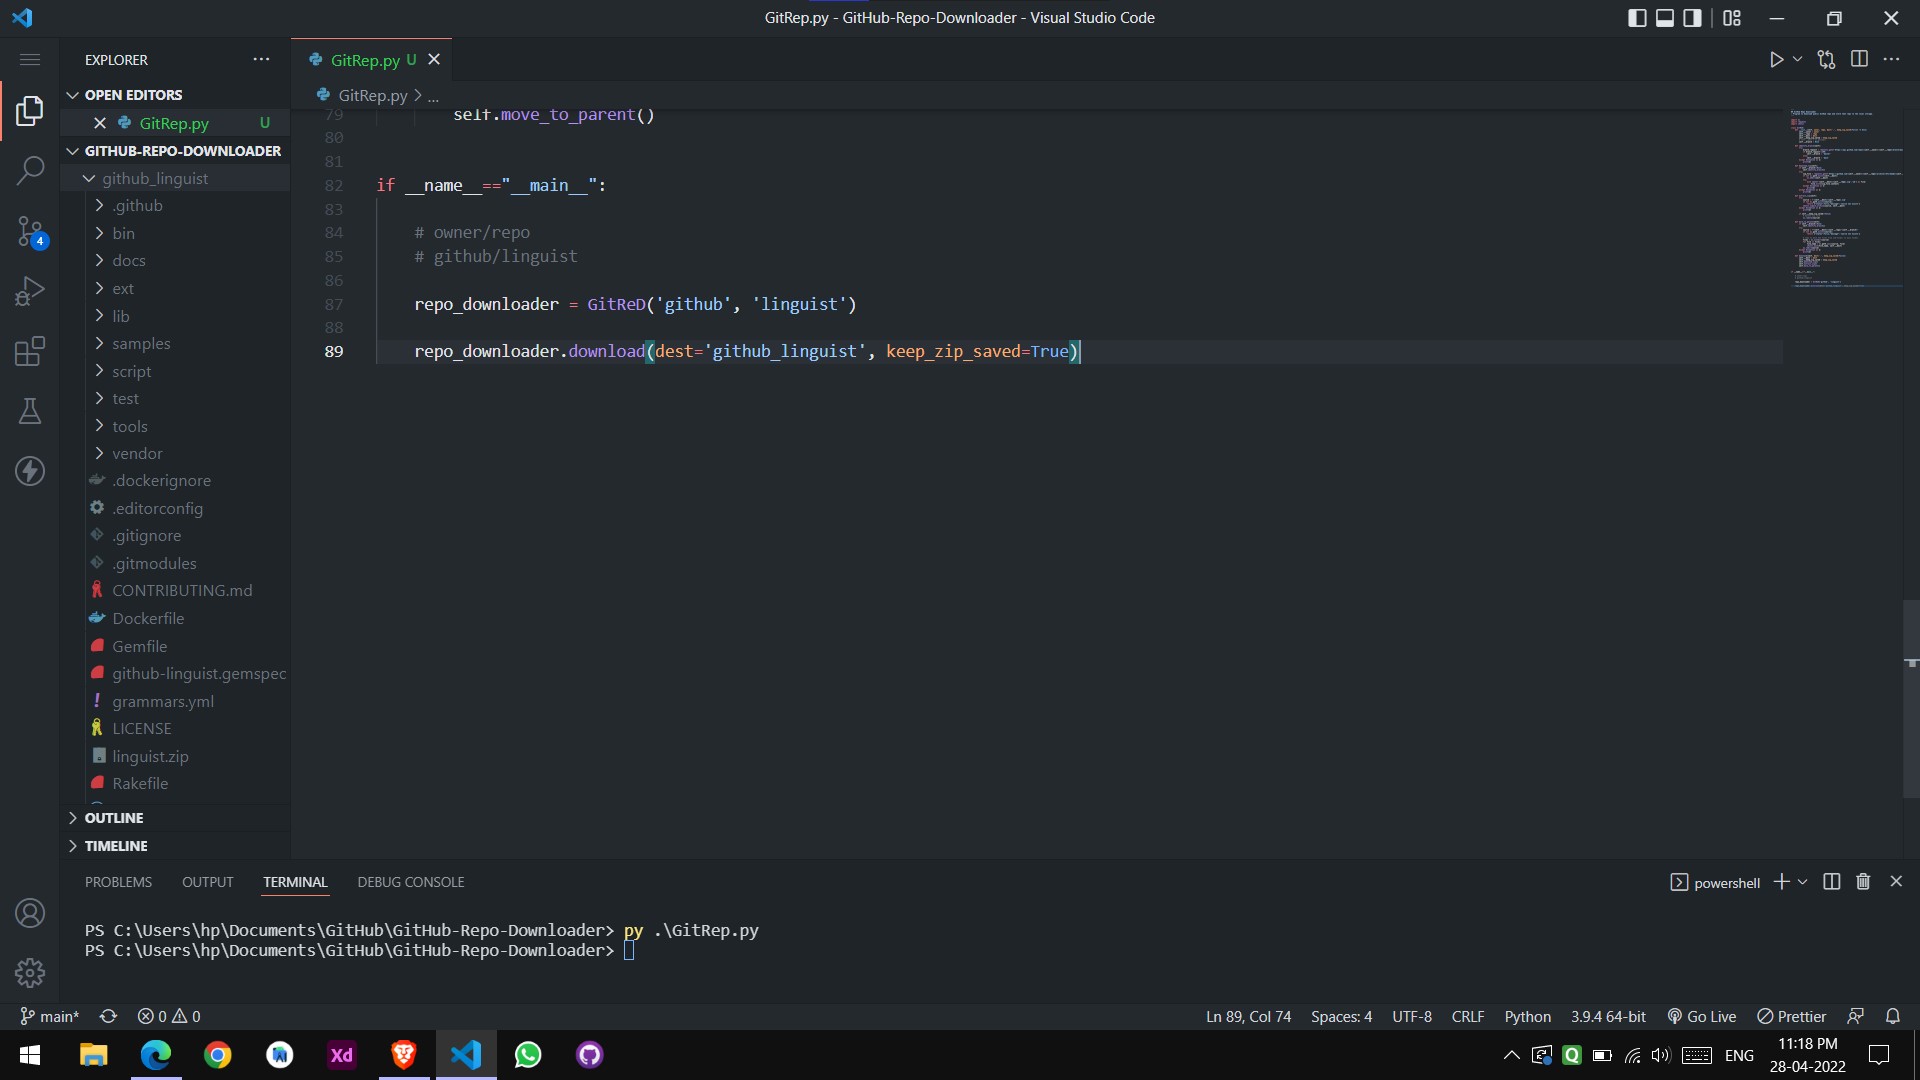 GitRep.py - GitHub-Repo-Downloader - Visual Studio Code
EXPLORER
OPEN EDITORS
GitRep.py U
GITHUB-REPO-DOWNLOADER
github_linguist
.github
bin
docs
ext
lib
samples
script
test
tools
vendor
.dockerignore
.editorconfig
.gitignore
.gitmodules
CONTRIBUTING.md
Dockerfile
Gemfile
github-linguist.gemspec
grammars.yml
LICENSE
linguist.zip
Rakefile
OUTLINE
TIMELINE
4
GitRep.py U
GitRep.py > ...
79 self.move_to_parent()
80
81
82 if __name__=="__main__":
83
84 # owner/repo
85 # github/linguist
86
87 repo_downloader = GitReD('github', 'linguist')
88
89 repo_downloader.download(dest='github_linguist', keep_zip_saved=True)
PROBLEMS OUTPUT TERMINAL DEBUG CONSOLE
powershell
PS C:\Users\hp\Documents\GitHub\GitHub-Repo-Downloader> py .\GitRep.py
PS C:\Users\hp\Documents\GitHub\GitHub-Repo-Downloader>
main* 0 0
Ln 89, Col 74 Spaces: 4 UTF-8 CRLF Python 3.9.4 64-bit Go Live Prettier
Xd
Q
ENG
11:18 PM
28-04-2022